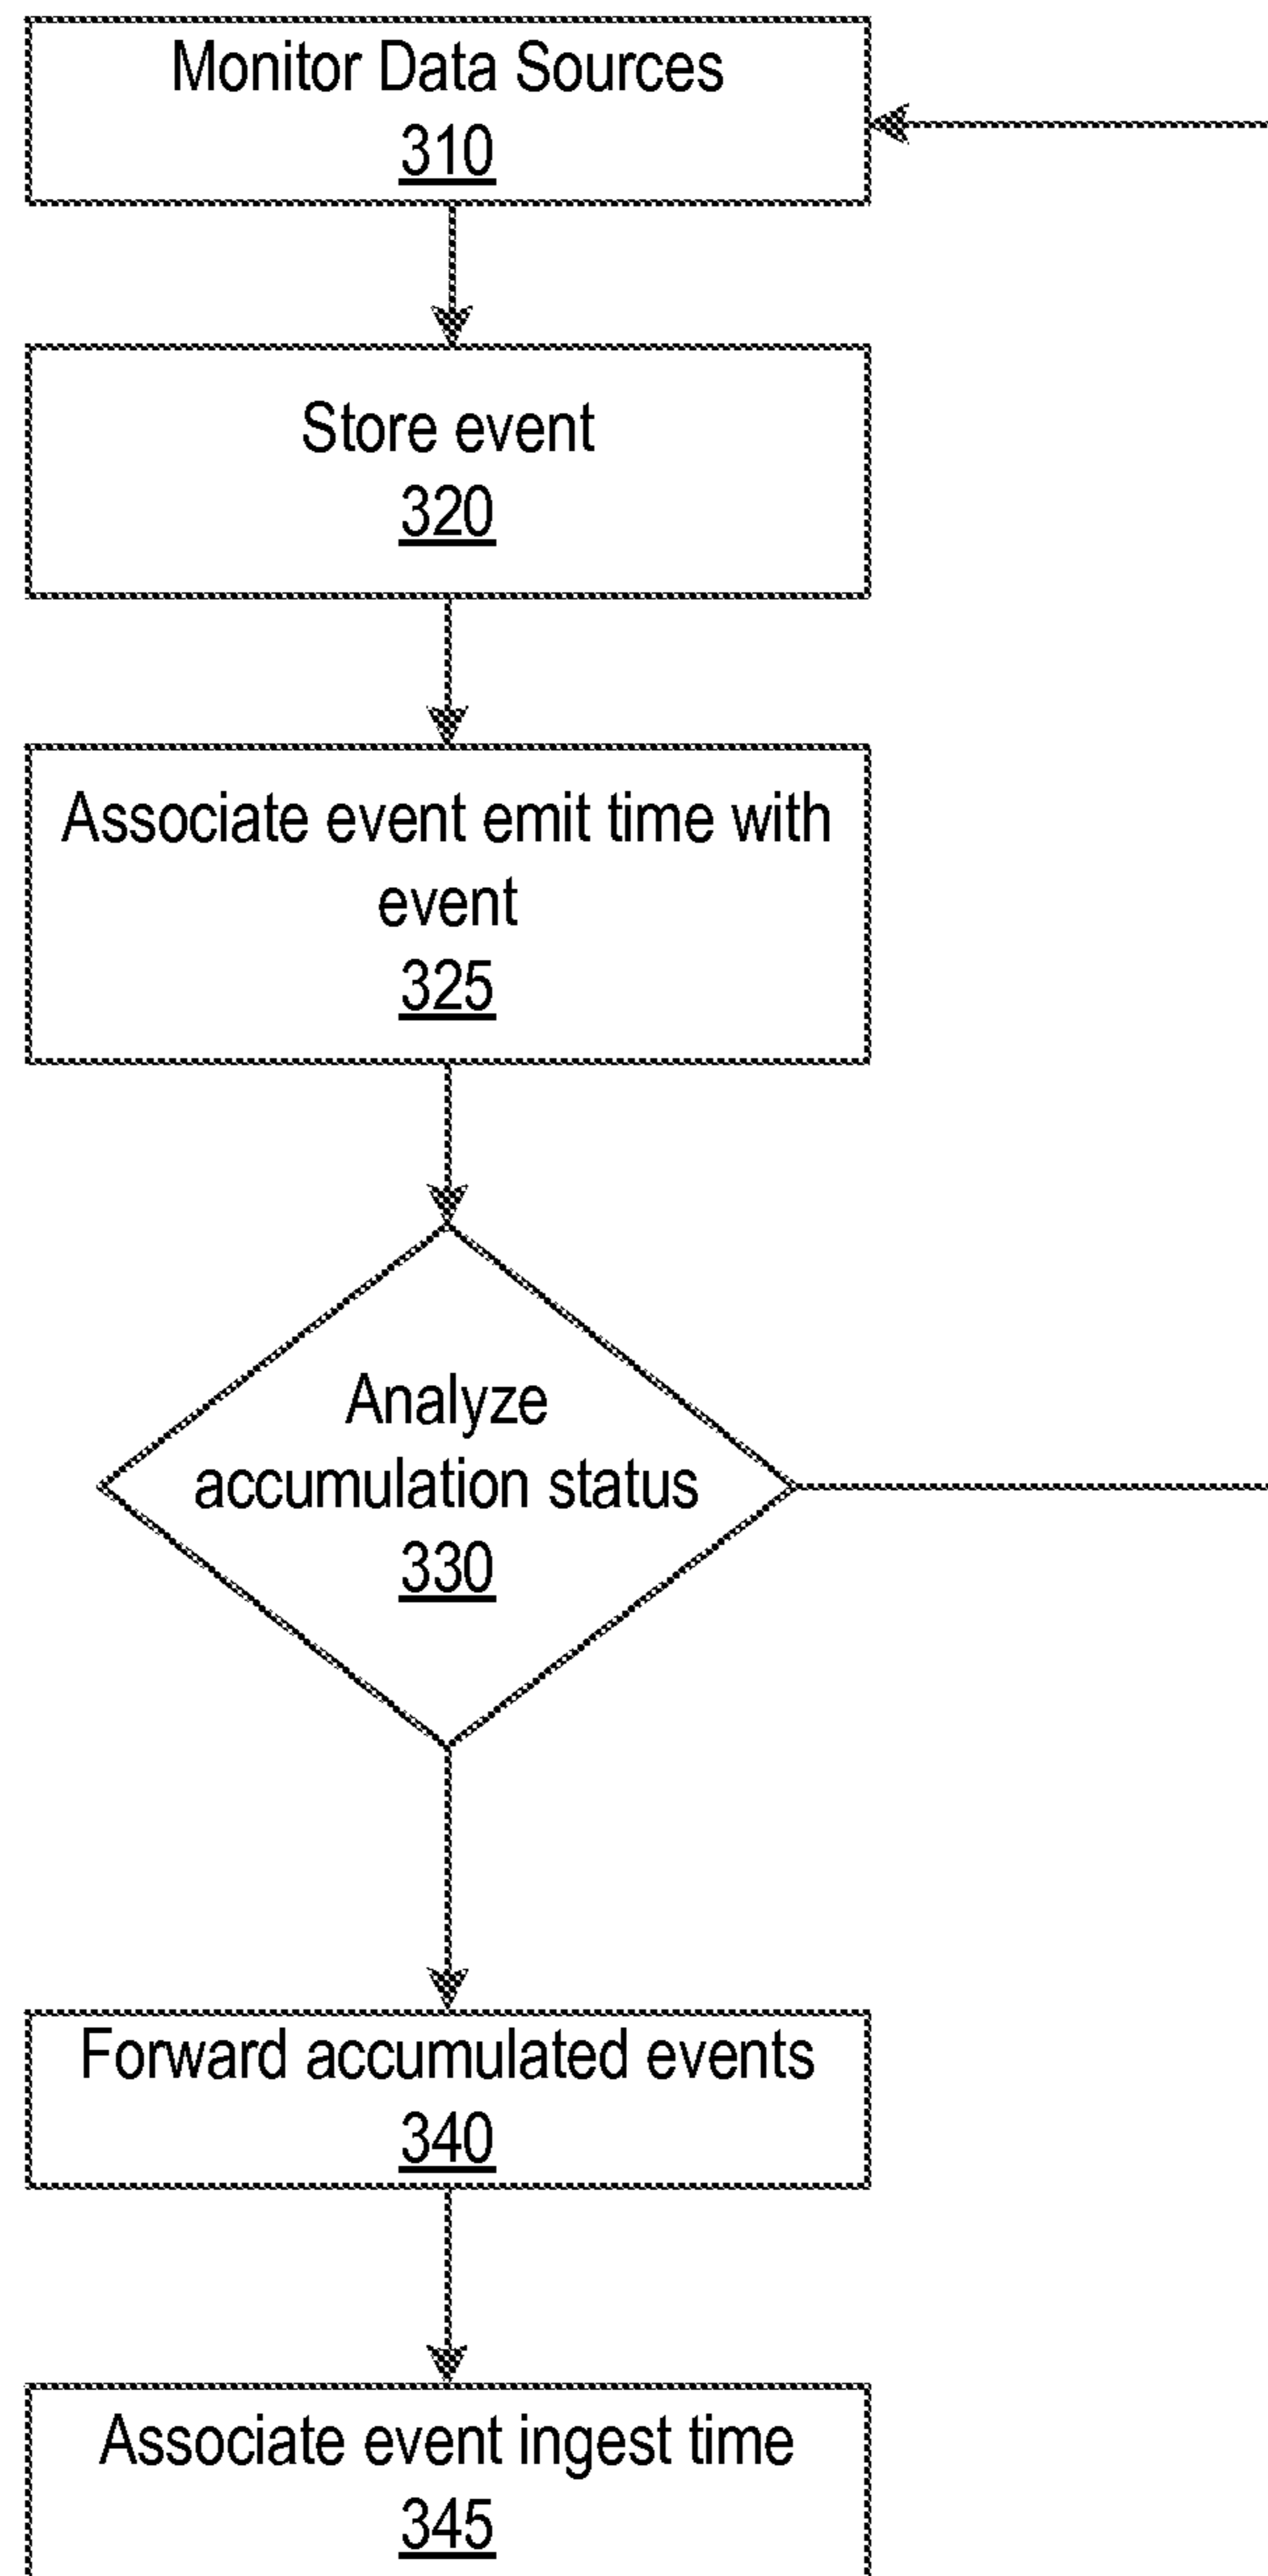 Monitor Data Sources
310
Store event
320
Associate event emit time with
event
325
Analyze
accumulation status
330
Forward accumulated events
340
Associate event ingest time
345